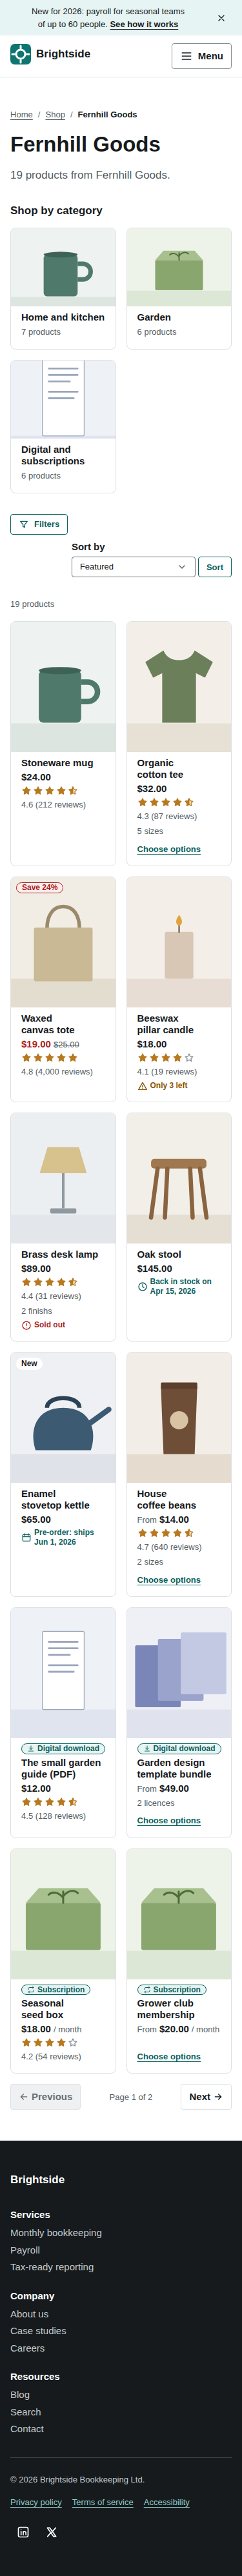 New for 2026: payroll for seasonal teams
of up to 60 people. See how it works
Brightside
Menu
Home / Shop / Fernhill Goods
Fernhill Goods
19 products from Fernhill Goods.
Shop by category
Home and kitchen
7 products
Garden
6 products
Digital and
subscriptions
6 products
Filters
Sort by
Featured
Sort
19 products
Stoneware mug
$24.00
4.6 (212 reviews)
Organic
cotton tee
$32.00
4.3 (87 reviews)
5 sizes
Choose options
Save 24%
Waxed
canvas tote
$19.00 $25.00
4.8 (4,000 reviews)
Beeswax
pillar candle
$18.00
4.1 (19 reviews)
Only 3 left
Brass desk lamp
$89.00
4.4 (31 reviews)
2 finishs
Sold out
Oak stool
$145.00
Back in stock on
Apr 15, 2026
New
Enamel
stovetop kettle
$65.00
Pre-order: ships
Jun 1, 2026
House
coffee beans
From $14.00
4.7 (640 reviews)
2 sizes
Choose options
Digital download
The small garden
guide (PDF)
$12.00
4.5 (128 reviews)
Digital download
Garden design
template bundle
From $49.00
2 licences
Choose options
Subscription
Seasonal
seed box
$18.00 / month
4.2 (54 reviews)
Subscription
Grower club
membership
From $20.00 / month
Choose options
Previous
Page 1 of 2
Next
Brightside
Services
Monthly bookkeeping
Payroll
Tax-ready reporting
Company
About us
Case studies
Careers
Resources
Blog
Search
Contact
© 2026 Brightside Bookkeeping Ltd.
Privacy policy Terms of service Accessibility